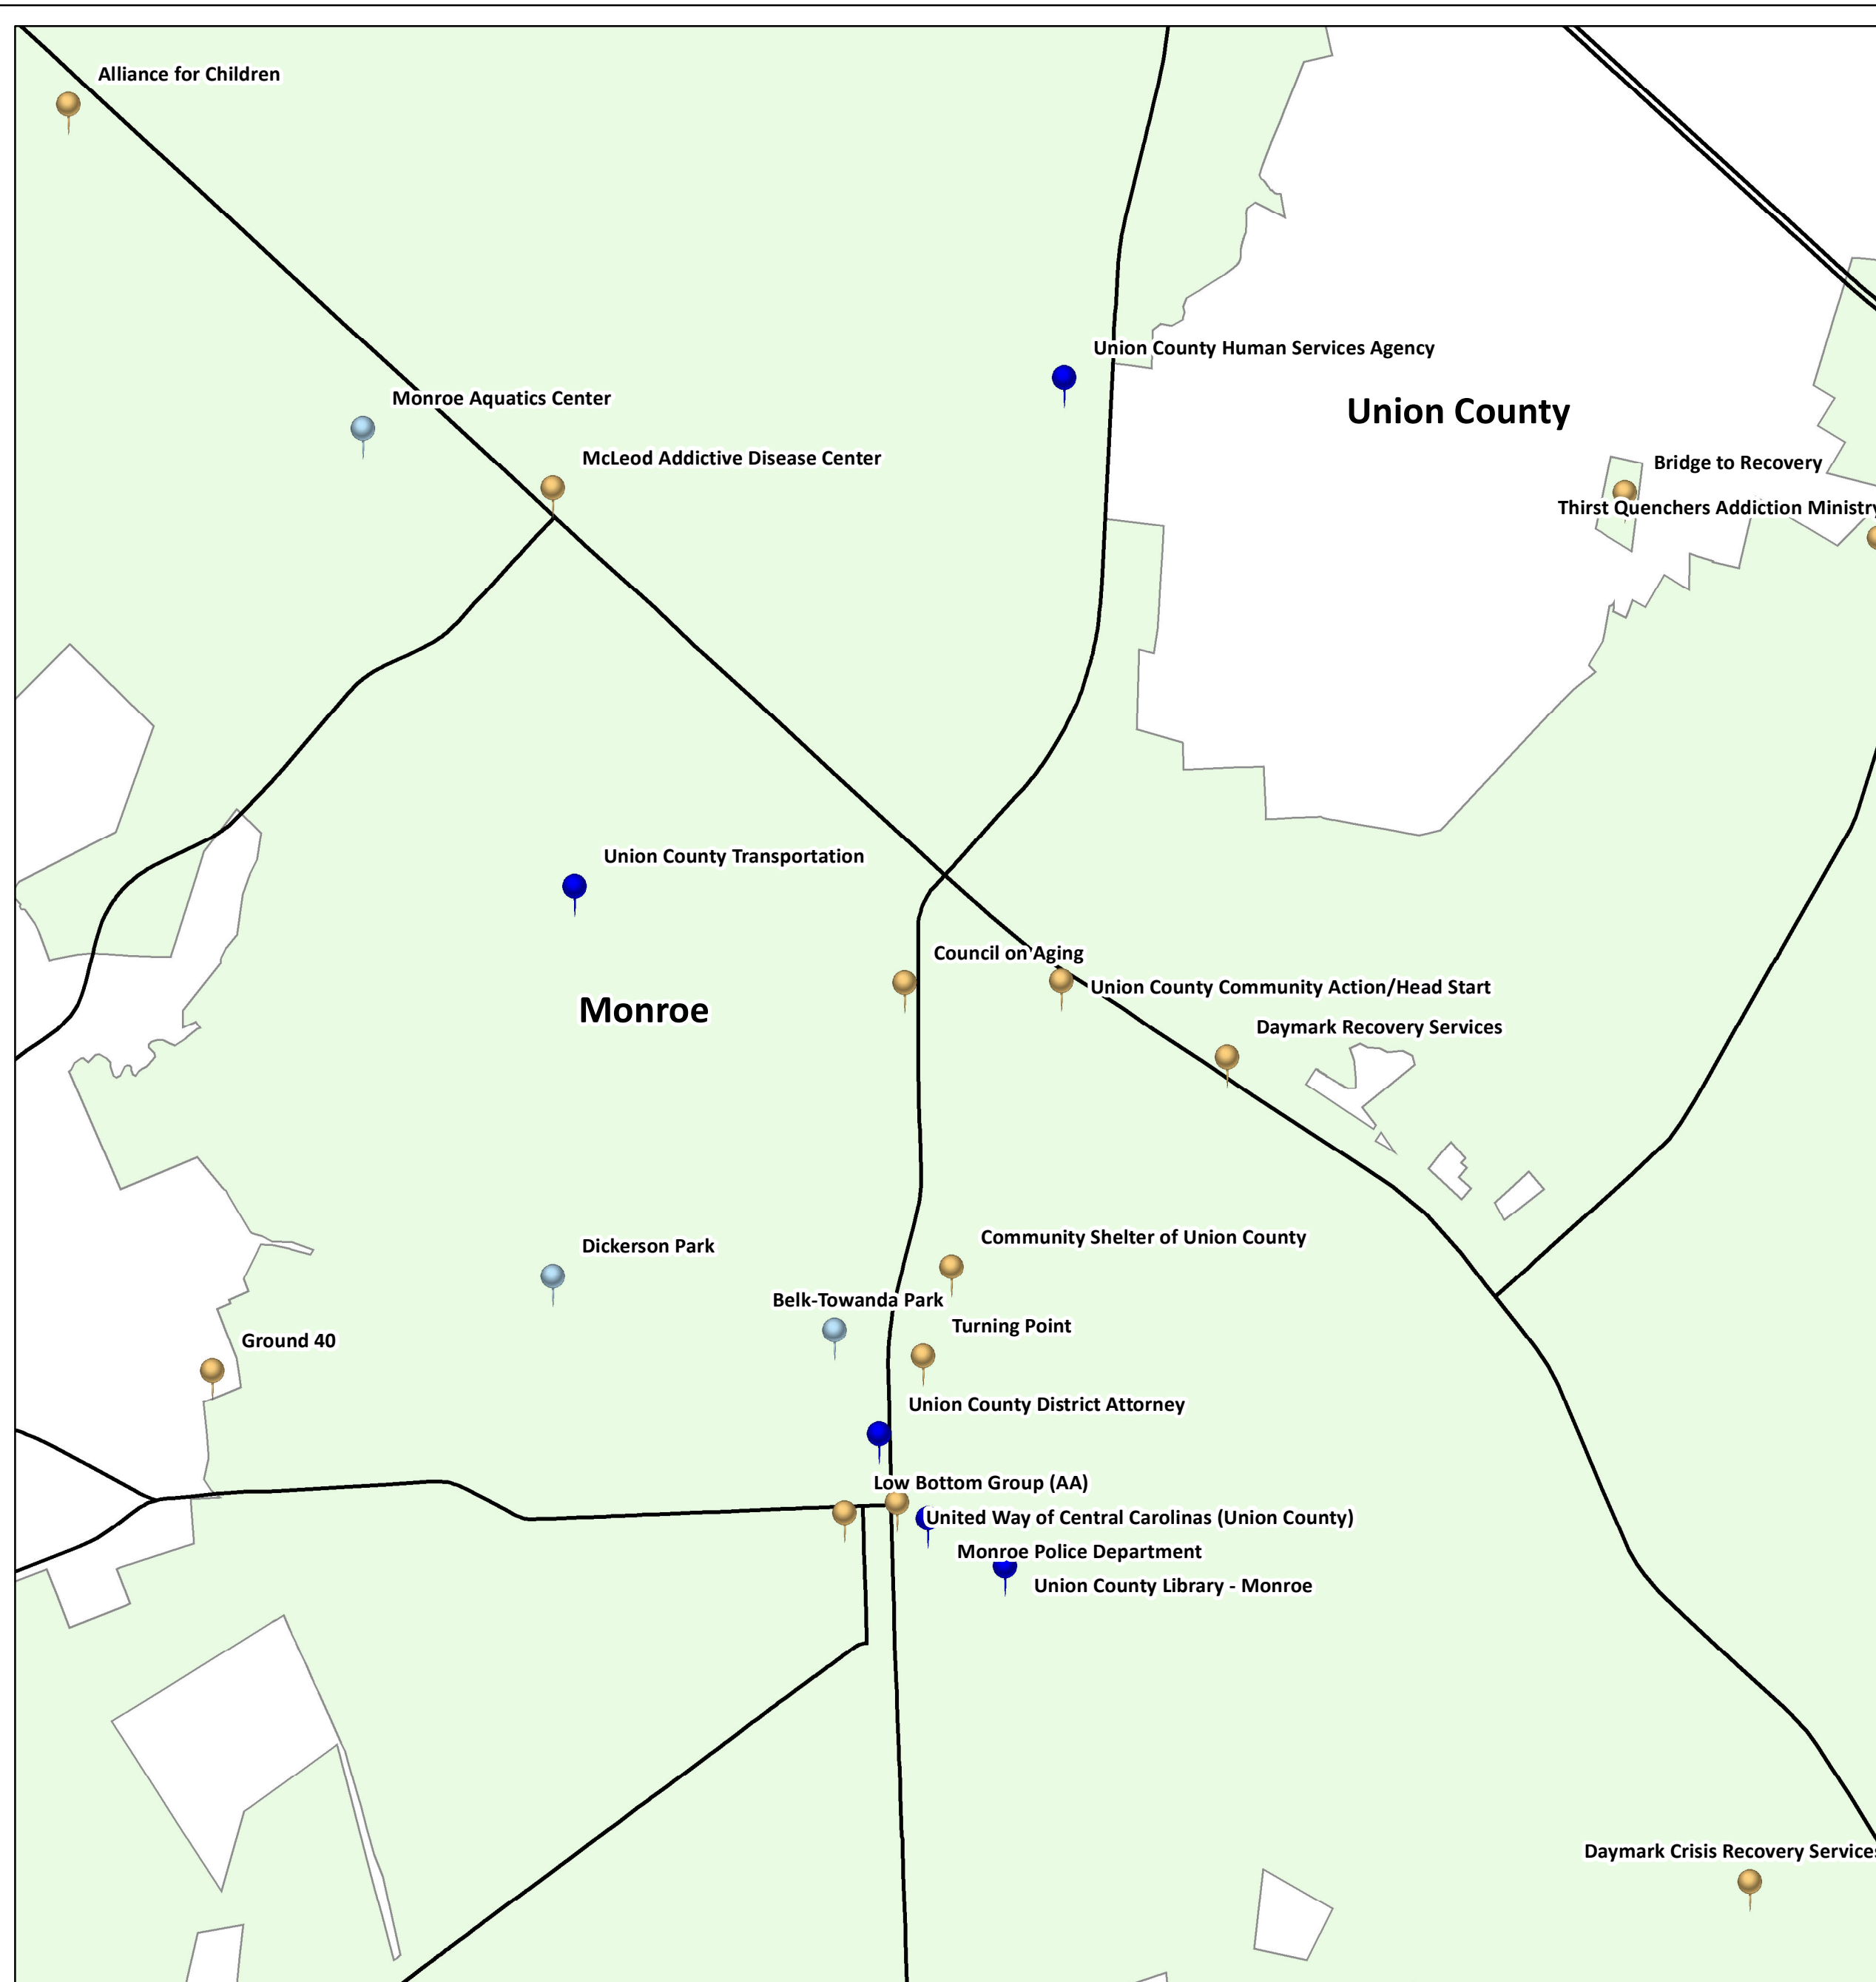 Alliance for Children
Union County Human Services Agency
Monroe Aquatics Center
Union County
McLeod Addictive Disease Center
Bridge to Recovery
Thirst Quenchers Addiction Ministry
Union County Transportation
Council on Aging
Union County Community Action/Head Start
Monroe
Daymark Recovery Services
Community Shelter of Union County
Dickerson Park
Belk-Towanda Park
Turning Point
Ground 40
Union County District Attorney
Low Bottom Group (AA)
United Way of Central Carolinas (Union County)
Monroe Police Department
Union County Library - Monroe
Daymark Crisis Recovery Services